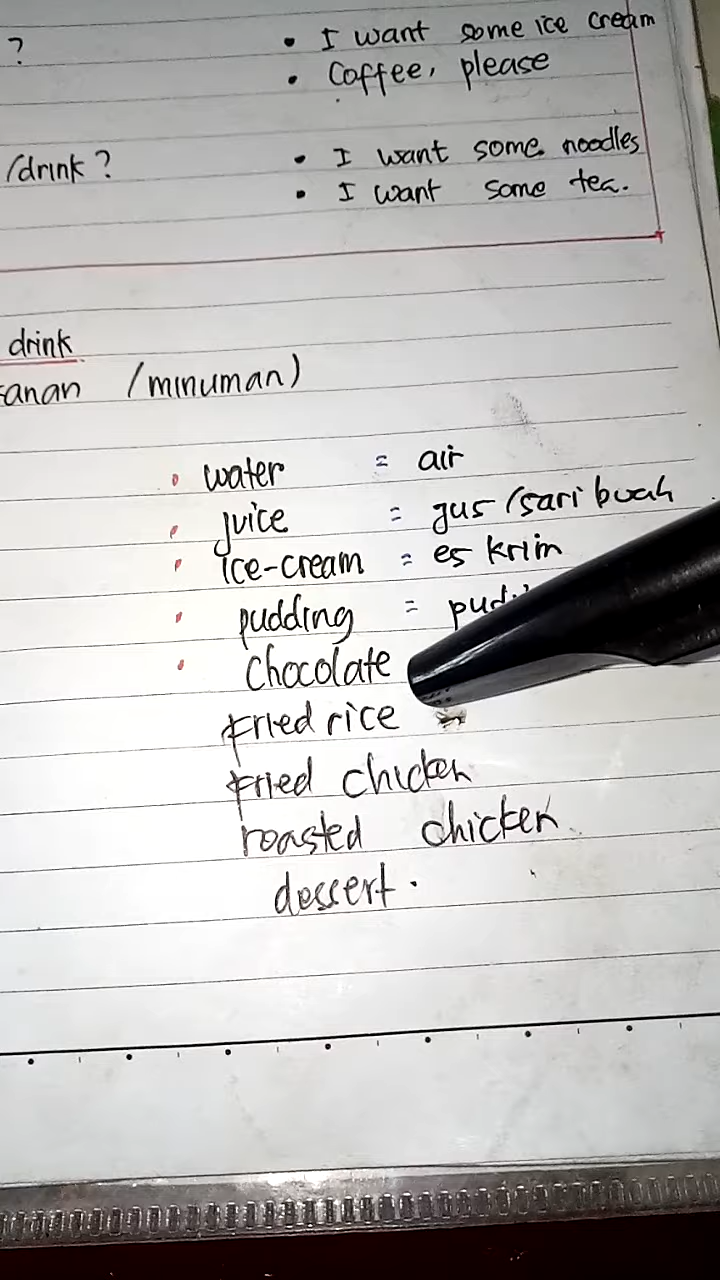 ?
• I want some ice cream
• Coffee, please
/drink ?
• I want some noodles
• I want some tea.
drink
anan /minuman)
• water = air
• juice = jus /sari buah
• ice-cream = es krim
• pudding =
• Chocolate
Fried rice
Fried chicken
roasted chicken
dessert.